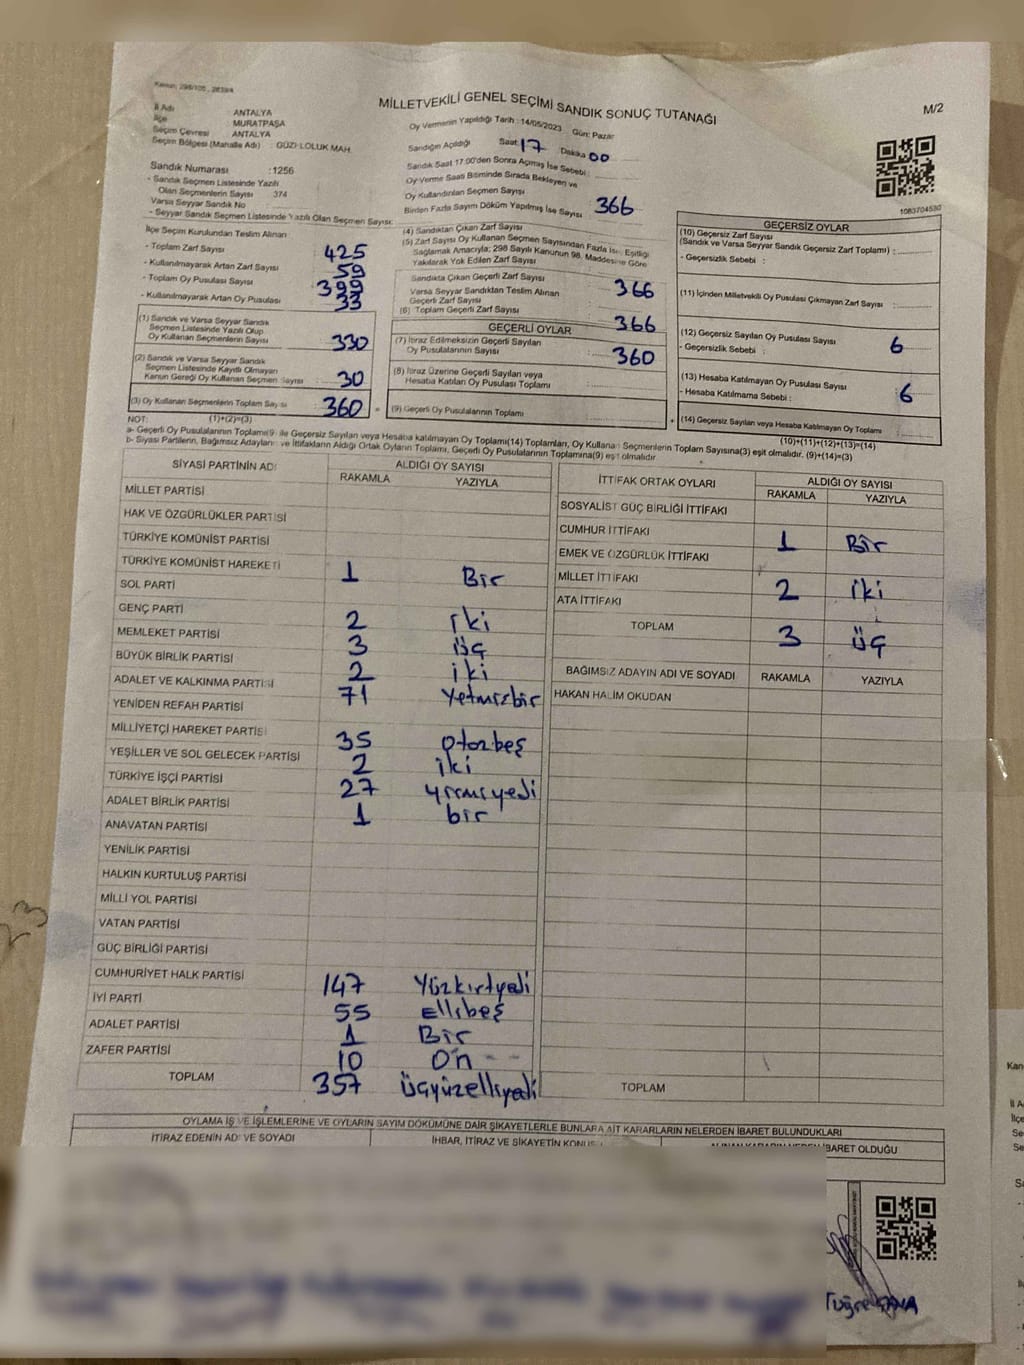 Kanun: 298/105 , 2839/4
MİLLETVEKİLİ GENEL SEÇİMİ SANDIK SONUÇ TUTANAĞI
M/2
İl Adı ANTALYA
İlçe MURATPAŞA
Seçim Çevresi ANTALYA
Seçim Bölgesi (Mahalle Adı) : GÜZELOLUK MAH.
Oy Vermenin Yapıldığı Tarih : 14/05/2023 Gün: Pazar
Sandığın Açıldığı Saat: 17 Dakika 00
Sandık Saat 17.00'den Sonra Açmış İse Sebebi :
Oy Verme Saati Bitiminde Sırada Bekleyen ve
Oy Kullandırılan Seçmen Sayısı
Birden Fazla Sayım Döküm Yapılmış İse Sayısı
366
1083704530
Sandık Numarası : 1256
- Sandık Seçmen Listesinde Yazılı
Olan Seçmenlerin Sayısı 374
Varsa Seyyar Sandık No
- Seyyar Sandık Seçmen Listesinde Yazılı Olan Seçmen Sayısı:
İlçe Seçim Kurulundan Teslim Alınan
- Toplam Zarf Sayısı 425
- Kullanılmayarak Artan Zarf Sayısı 59
- Toplam Oy Pusulası Sayısı 399
- Kullanılmayarak Artan Oy Pusulası 33
(1) Sandık ve Varsa Seyyar Sandık
Seçmen Listesinde Yazılı Olup
Oy Kullanan Seçmenlerin Sayısı 330
(2) Sandık ve Varsa Seyyar Sandık
Seçmen Listesinde Kayıtlı Olmayan
Kanun Gereği Oy Kullanan Seçmen Sayısı 30
(3) Oy Kullanan Seçmenlerin Toplam Sayısı 360
(1)+(2)=(3)
(4) Sandıktan Çıkan Zarf Sayısı
(5) Zarf Sayısı Oy Kullanan Seçmen Sayısından Fazla İse, Eşitliği
Sağlamak Amacıyla; 298 Sayılı Kanunun 98. Maddesine Göre
Yakılarak Yok Edilen Zarf Sayısı
Sandıkta Çıkan Geçerli Zarf Sayısı 366
Varsa Seyyar Sandıktan Teslim Alınan
Geçerli Zarf Sayısı
(6) Toplam Geçerli Zarf Sayısı 366
GEÇERLİ OYLAR
(7) İtiraz Edilmeksizin Geçerli Sayılan
Oy Pusulalarının Sayısı 360
(8) İtiraz Üzerine Geçerli Sayılan veya
Hesaba Katılan Oy Pusulası Toplamı
(9) Geçerli Oy Pusulalarının Toplamı
GEÇERSİZ OYLAR
(10) Geçersiz Zarf Sayısı
(Sandık ve Varsa Seyyar Sandık Geçersiz Zarf Toplamı) :
- Geçersizlik Sebebi :
(11) İçinden Milletvekili Oy Pusulası Çıkmayan Zarf Sayısı :
(12) Geçersiz Sayılan Oy Pusulası Sayısı 6
- Geçersizlik Sebebi :
(13) Hesaba Katılmayan Oy Pusulası Sayısı
- Hesaba Katılmama Sebebi : 6
(14) Geçersiz Sayılan veya Hesaba Katılmayan Oy Toplamı
(10)+(11)+(12)+(13)=(14)
NOT:
a- Geçerli Oy Pusulalarının Toplamı(9) ile Geçersiz Sayılan veya Hesaba katılmayan Oy Toplamı(14) Toplamları, Oy Kullanan Seçmenlerin Toplam Sayısına(3) eşit olmalıdır. (9)+(14)=(3)
b- Siyasi Partilerin, Bağımsız Adayların ve İttifakların Aldığı Ortak Oyların Toplamı, Geçerli Oy Pusulalarının Toplamına(9) eşit olmalıdır.
SİYASİ PARTİNİN ADI ALDIĞI OY SAYISI
RAKAMLA YAZIYLA
MİLLET PARTİSİ
HAK VE ÖZGÜRLÜKLER PARTİSİ
TÜRKİYE KOMÜNİST PARTİSİ
TÜRKİYE KOMÜNİST HAREKETİ 1 Bir
SOL PARTİ
GENÇ PARTİ 2 iki
MEMLEKET PARTİSİ 3 üç
BÜYÜK BİRLİK PARTİSİ 2 iki
ADALET VE KALKINMA PARTİSİ 71 Yetmişbir
YENİDEN REFAH PARTİSİ
MİLLİYETÇİ HAREKET PARTİSİ 35 otuzbeş
YEŞİLLER VE SOL GELECEK PARTİSİ 2 iki
TÜRKİYE İŞÇİ PARTİSİ 27 yirmiyedi
ADALET BİRLİK PARTİSİ 1 bir
ANAVATAN PARTİSİ
YENİLİK PARTİSİ
HALKIN KURTULUŞ PARTİSİ
MİLLİ YOL PARTİSİ
VATAN PARTİSİ
GÜÇ BİRLİĞİ PARTİSİ
CUMHURİYET HALK PARTİSİ 147 Yüzkırkyedi
İYİ PARTİ 55 Ellibeş
ADALET PARTİSİ 1 Bir
ZAFER PARTİSİ 10 On
TOPLAM 357 üçyüzelliyedi
İTTİFAK ORTAK OYLARI ALDIĞI OY SAYISI
RAKAMLA YAZIYLA
SOSYALİST GÜÇ BİRLİĞİ İTTİFAKI
CUMHUR İTTİFAKI 1 Bir
EMEK VE ÖZGÜRLÜK İTTİFAKI
MİLLET İTTİFAKI 2 iki
ATA İTTİFAKI
TOPLAM 3 üç
BAĞIMSIZ ADAYIN ADI VE SOYADI RAKAMLA YAZIYLA
HAKAN HALİM OKUDAN
TOPLAM
OYLAMA İŞ VE İŞLEMLERİNE VE OYLARIN SAYIM DÖKÜMÜNE DAİR ŞİKAYETLERLE BUNLARA AİT KARARLARIN NELERDEN İBARET BULUNDUKLARI
İTİRAZ EDENİN ADI VE SOYADI İHBAR, İTİRAZ VE ŞİKAYETİN KONUSU ALINAN KARARIN NEDEN İBARET OLDUĞU